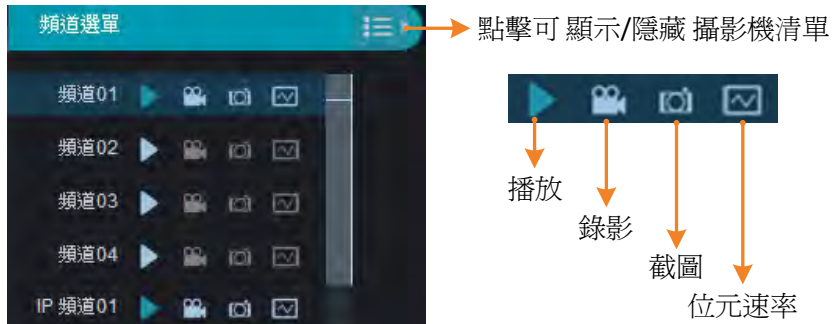 頻道選單
點擊可 顯示/隱藏 攝影機清單
頻道01
頻道02
頻道03
頻道04
IP 頻道01
播放
錄影
截圖
位元速率